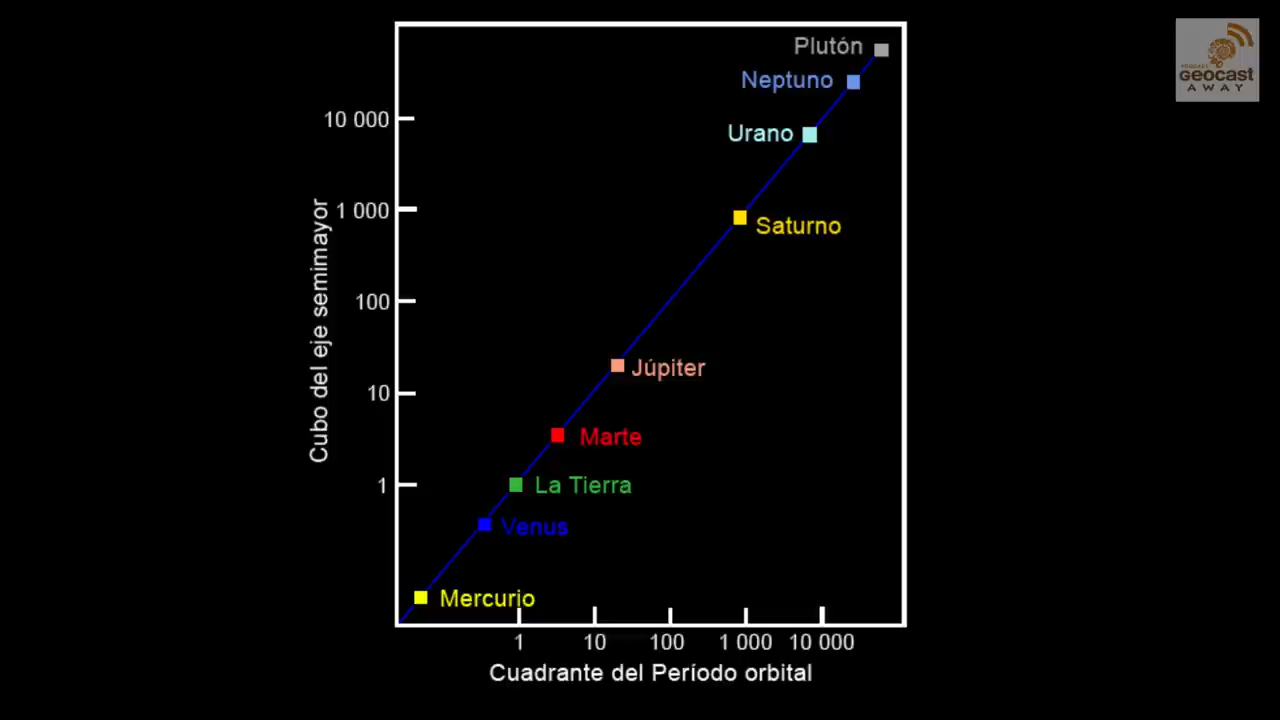 Plutón
PODCAST
GEOCAST
AWAY
Neptuno
10 000
Urano
1 000
Saturno
Cubo del eje semimayor
100
10
Júpiter
Marte
1
La Tierra
Venus
Mercurio
1 10 100 1 000 10 000
Cuadrante del Período orbital